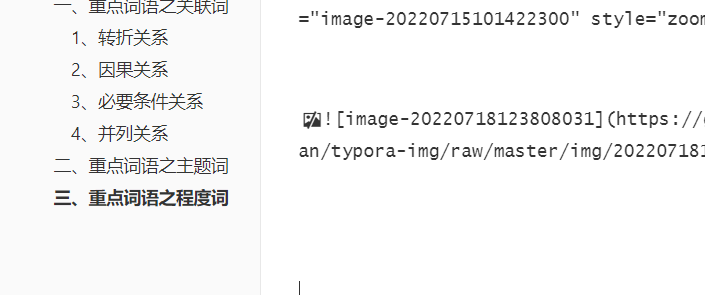 一、重点词语之关联词
1、转折关系
2、因果关系
3、必要条件关系
4、并列关系
二、重点词语之主题词
三、重点词语之程度词
="image-20220715101422300" style="zoom
![image-20220718123808031](https://
an/typora-img/raw/master/img/202207181